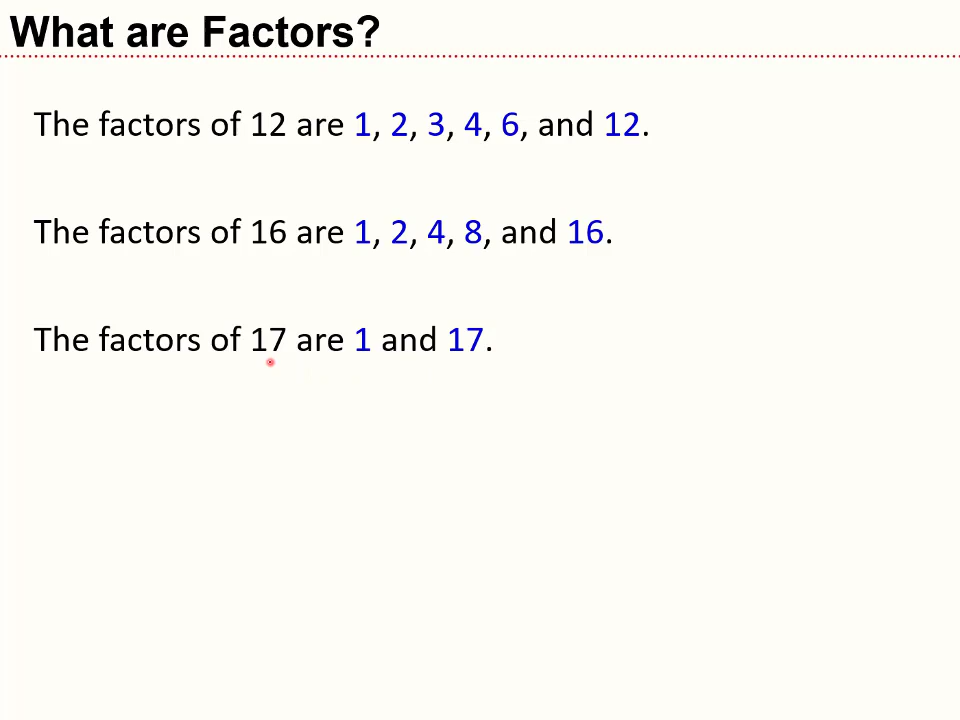 What are Factors?
The factors of 12 are 1, 2, 3, 4, 6, and 12.
The factors of 16 are 1, 2, 4, 8, and 16.
The factors of 17 are 1 and 17.